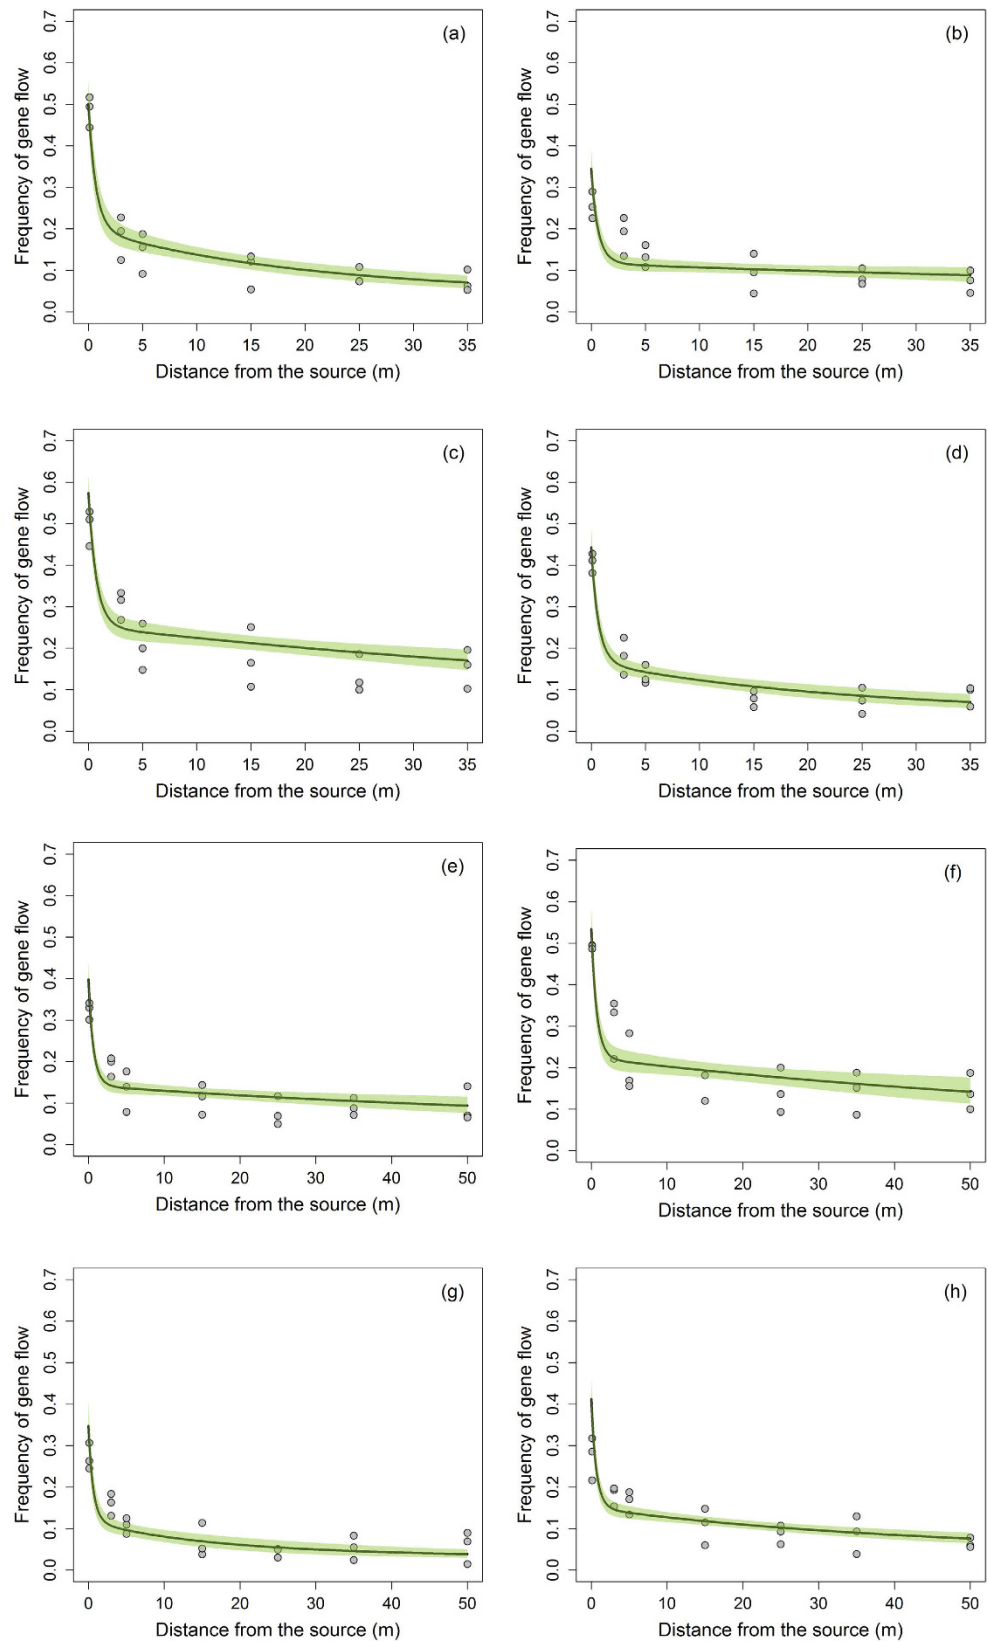 (a)
Frequency of gene flow
0.0 0.1 0.2 0.3 0.4 0.5 0.6 0.7
0 5 10 15 20 25 30 35
Distance from the source (m)
(b)
Frequency of gene flow
0.0 0.1 0.2 0.3 0.4 0.5 0.6 0.7
0 5 10 15 20 25 30 35
Distance from the source (m)
(c)
Frequency of gene flow
0.0 0.1 0.2 0.3 0.4 0.5 0.6 0.7
0 5 10 15 20 25 30 35
Distance from the source (m)
(d)
Frequency of gene flow
0.0 0.1 0.2 0.3 0.4 0.5 0.6 0.7
0 5 10 15 20 25 30 35
Distance from the source (m)
(e)
Frequency of gene flow
0.0 0.1 0.2 0.3 0.4 0.5 0.6 0.7
0 10 20 30 40 50
Distance from the source (m)
(f)
Frequency of gene flow
0.0 0.1 0.2 0.3 0.4 0.5 0.6 0.7
0 10 20 30 40 50
Distance from the source (m)
(g)
Frequency of gene flow
0.0 0.1 0.2 0.3 0.4 0.5 0.6 0.7
0 10 20 30 40 50
Distance from the source (m)
(h)
Frequency of gene flow
0.0 0.1 0.2 0.3 0.4 0.5 0.6 0.7
0 10 20 30 40 50
Distance from the source (m)